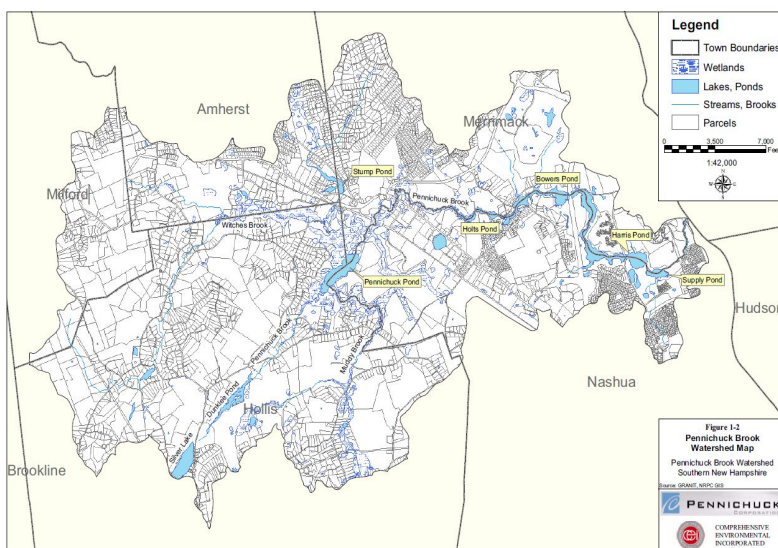 Legend
Town Boundaries
Wetlands
Lakes, Ponds
Streams, Brooks
Parcels
0 3,500 7,000
Feet
1:42,000
N
W E
S
Amherst
Merrimack
Milford
Stump Pond
Bowers Pond
Pennichuck Brook
Witches Brook
Holts Pond
Harris Pond
Pennichuck Pond
Supply Pond
Hudson
Pennichuck Brook
Muddy Brook
Dunklee Pond
Hollis
Nashua
Silver Lake
Brookline
Figure 1-2
Pennichuck Brook
Watershed Map
Pennichuck Brook Watershed
Southern New Hampshire
Source: GRANIT, NRPC GIS
PENNICHUCK
CORPORATION
COMPREHENSIVE
ENVIRONMENTAL
INCORPORATED